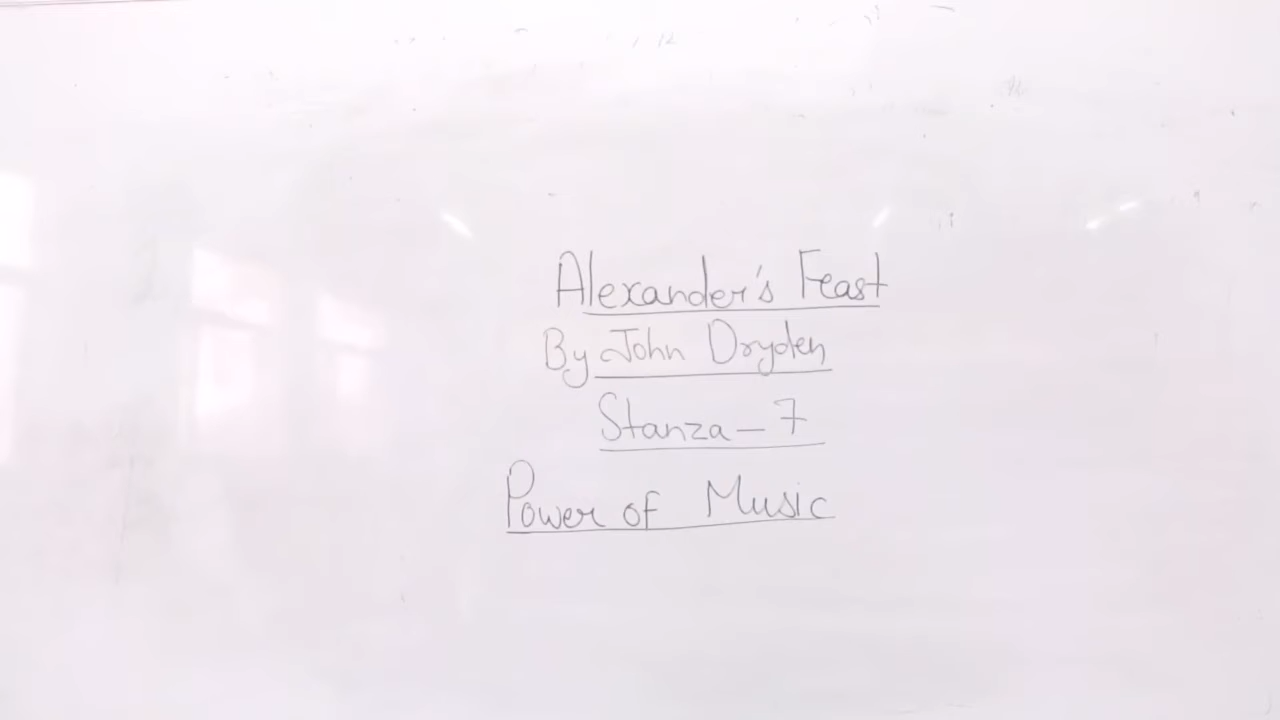 Alexander's Feast
By John Dryden
Stanza - 7
Power of Music